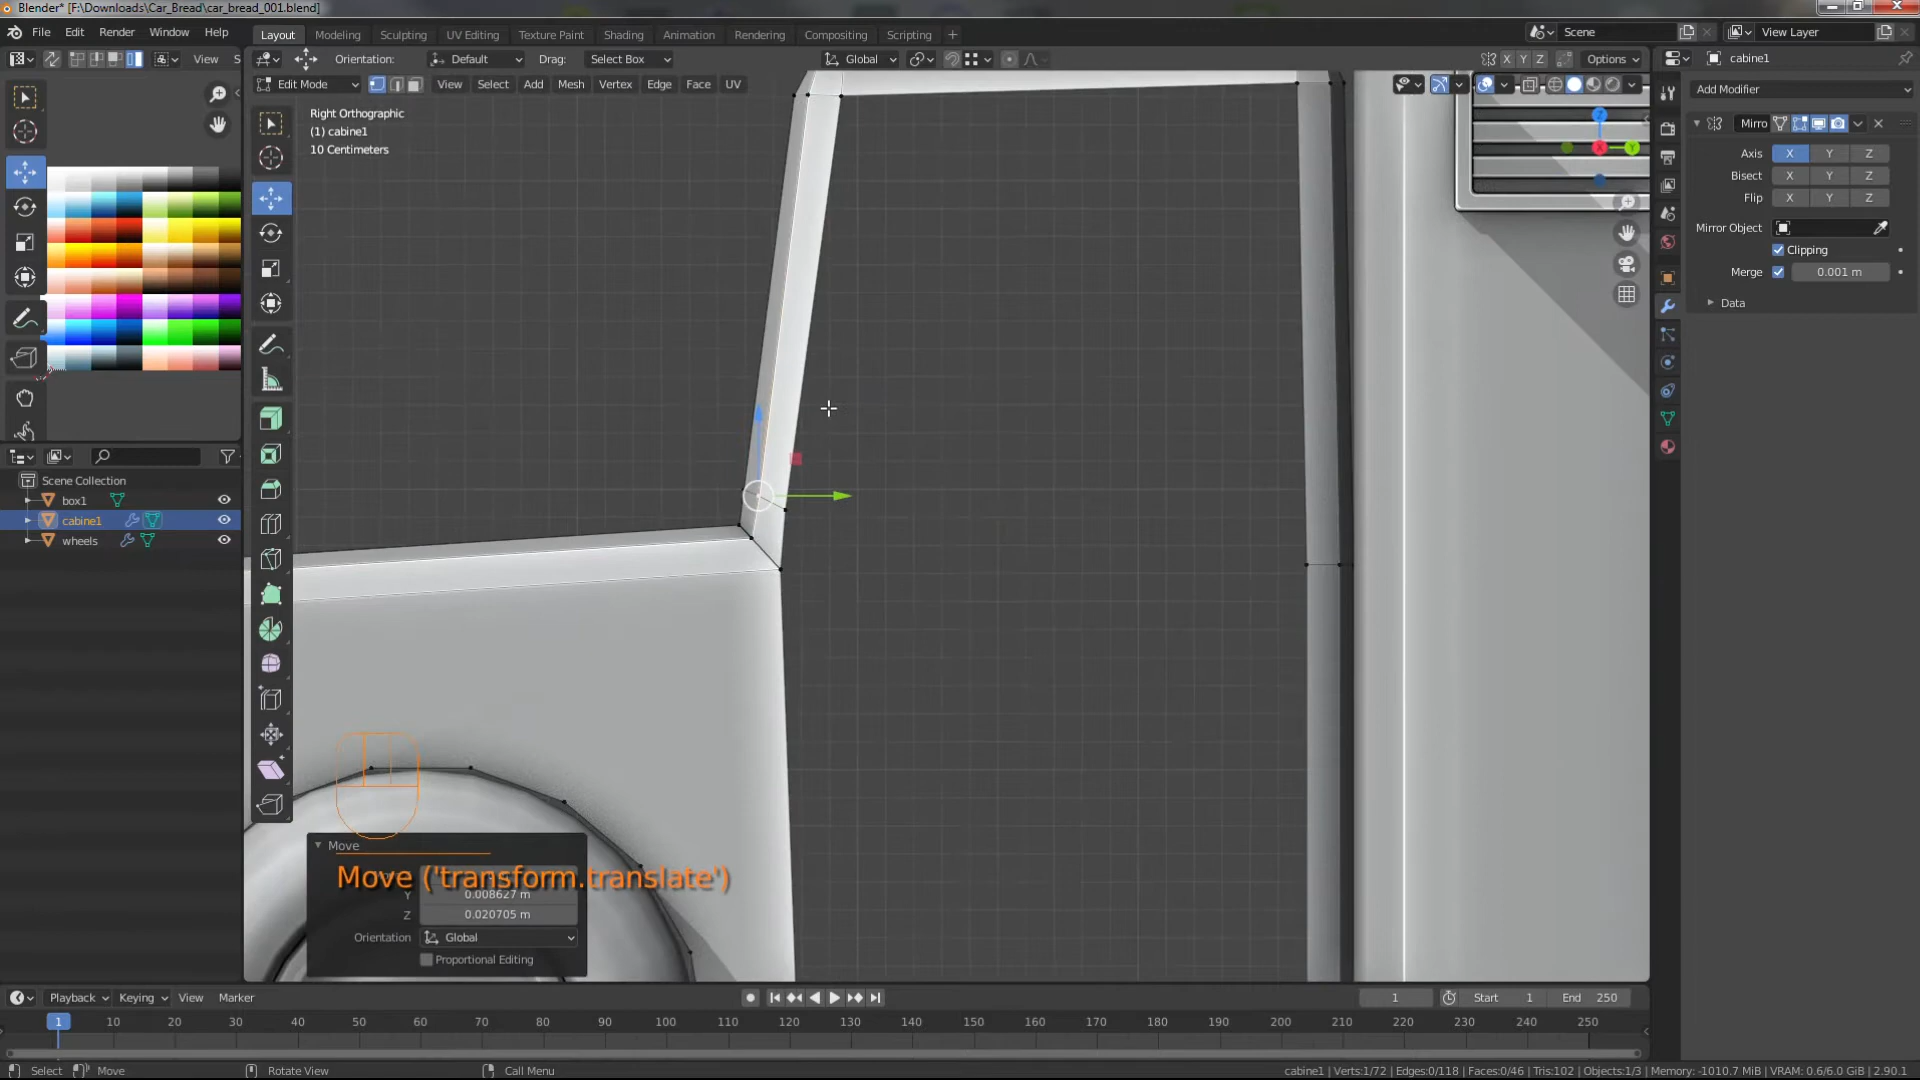 Blender* [F:\Downloads\Car_Bread\car_bread_001.blend]
File Edit Render Window Help
Layout Modeling Sculpting UV Editing Texture Paint Shading Animation Rendering Compositing Scripting
Scene
View Layer
View S
Orientation: Default Drag: Select Box
Global
X Y Z Options
cabine1
Edit Mode
View Select Add Mesh Vertex Edge Face UV
Add Modifier
Right Orthographic
(1) cabine1
10 Centimeters
Z
X
Y
Mirro
Axis X Y Z
Bisect X Y Z
Flip X Y Z
Mirror Object
Clipping
Merge 0.001 m
Data
Scene Collection
box1
cabine1
wheels
Move
Move ('transform.translate')
Y 0.008627 m
Z 0.020705 m
Orientation Global
Proportional Editing
Playback Keying View Marker
1 Start 1 End 250
1 10 20 30 40 50 60 70 80 90 100 110 120 130 140 150 160 170 180 190 200 210 220 230 240 250
Select Move Rotate View Call Menu
cabine1 | Verts:1/72 | Edges:0/118 | Faces:0/46 | Tris:102 | Objects:1/3 | Memory: -1010.7 MiB | VRAM: 0.6/6.0 GiB | 2.90.1